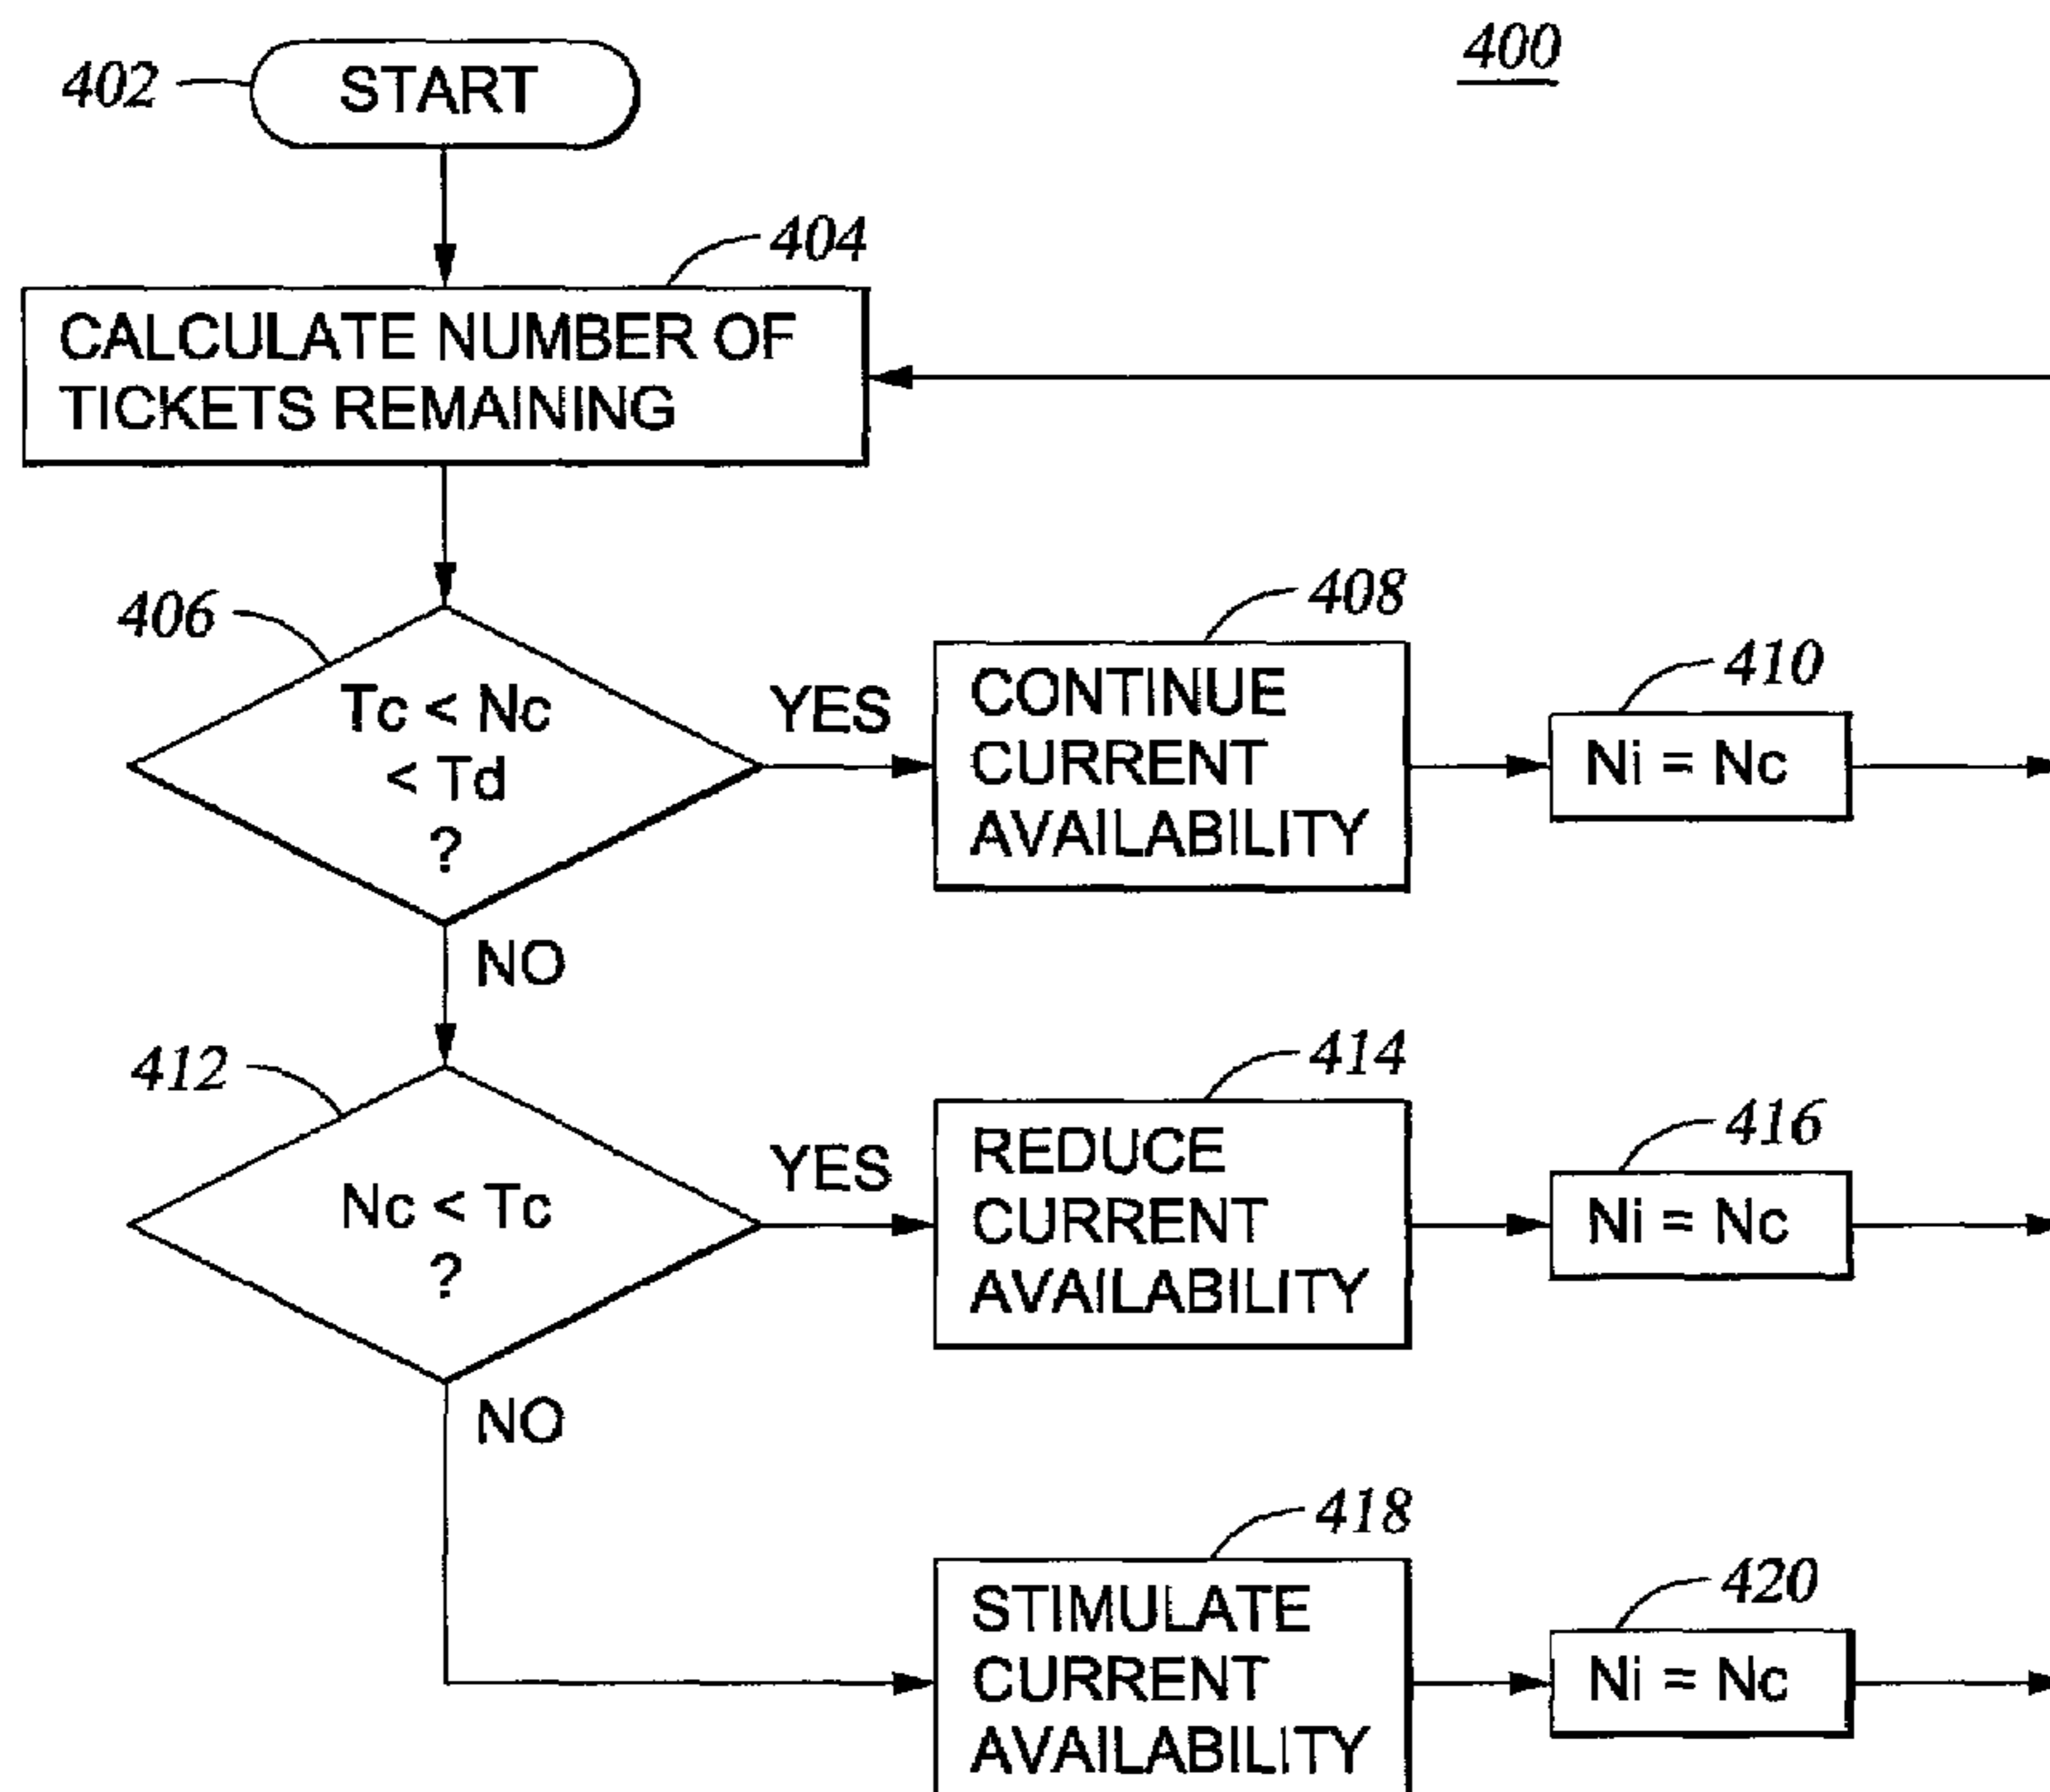 400
402
START
404
CALCULATE NUMBER OF
TICKETS REMAINING
406
Tc < Nc
< Td
?
YES
408
CONTINUE
CURRENT
AVAILABILITY
410
Ni = Nc
NO
412
Nc < Tc
?
YES
414
REDUCE
CURRENT
AVAILABILITY
416
Ni = Nc
NO
418
STIMULATE
CURRENT
AVAILABILITY
420
Ni = Nc